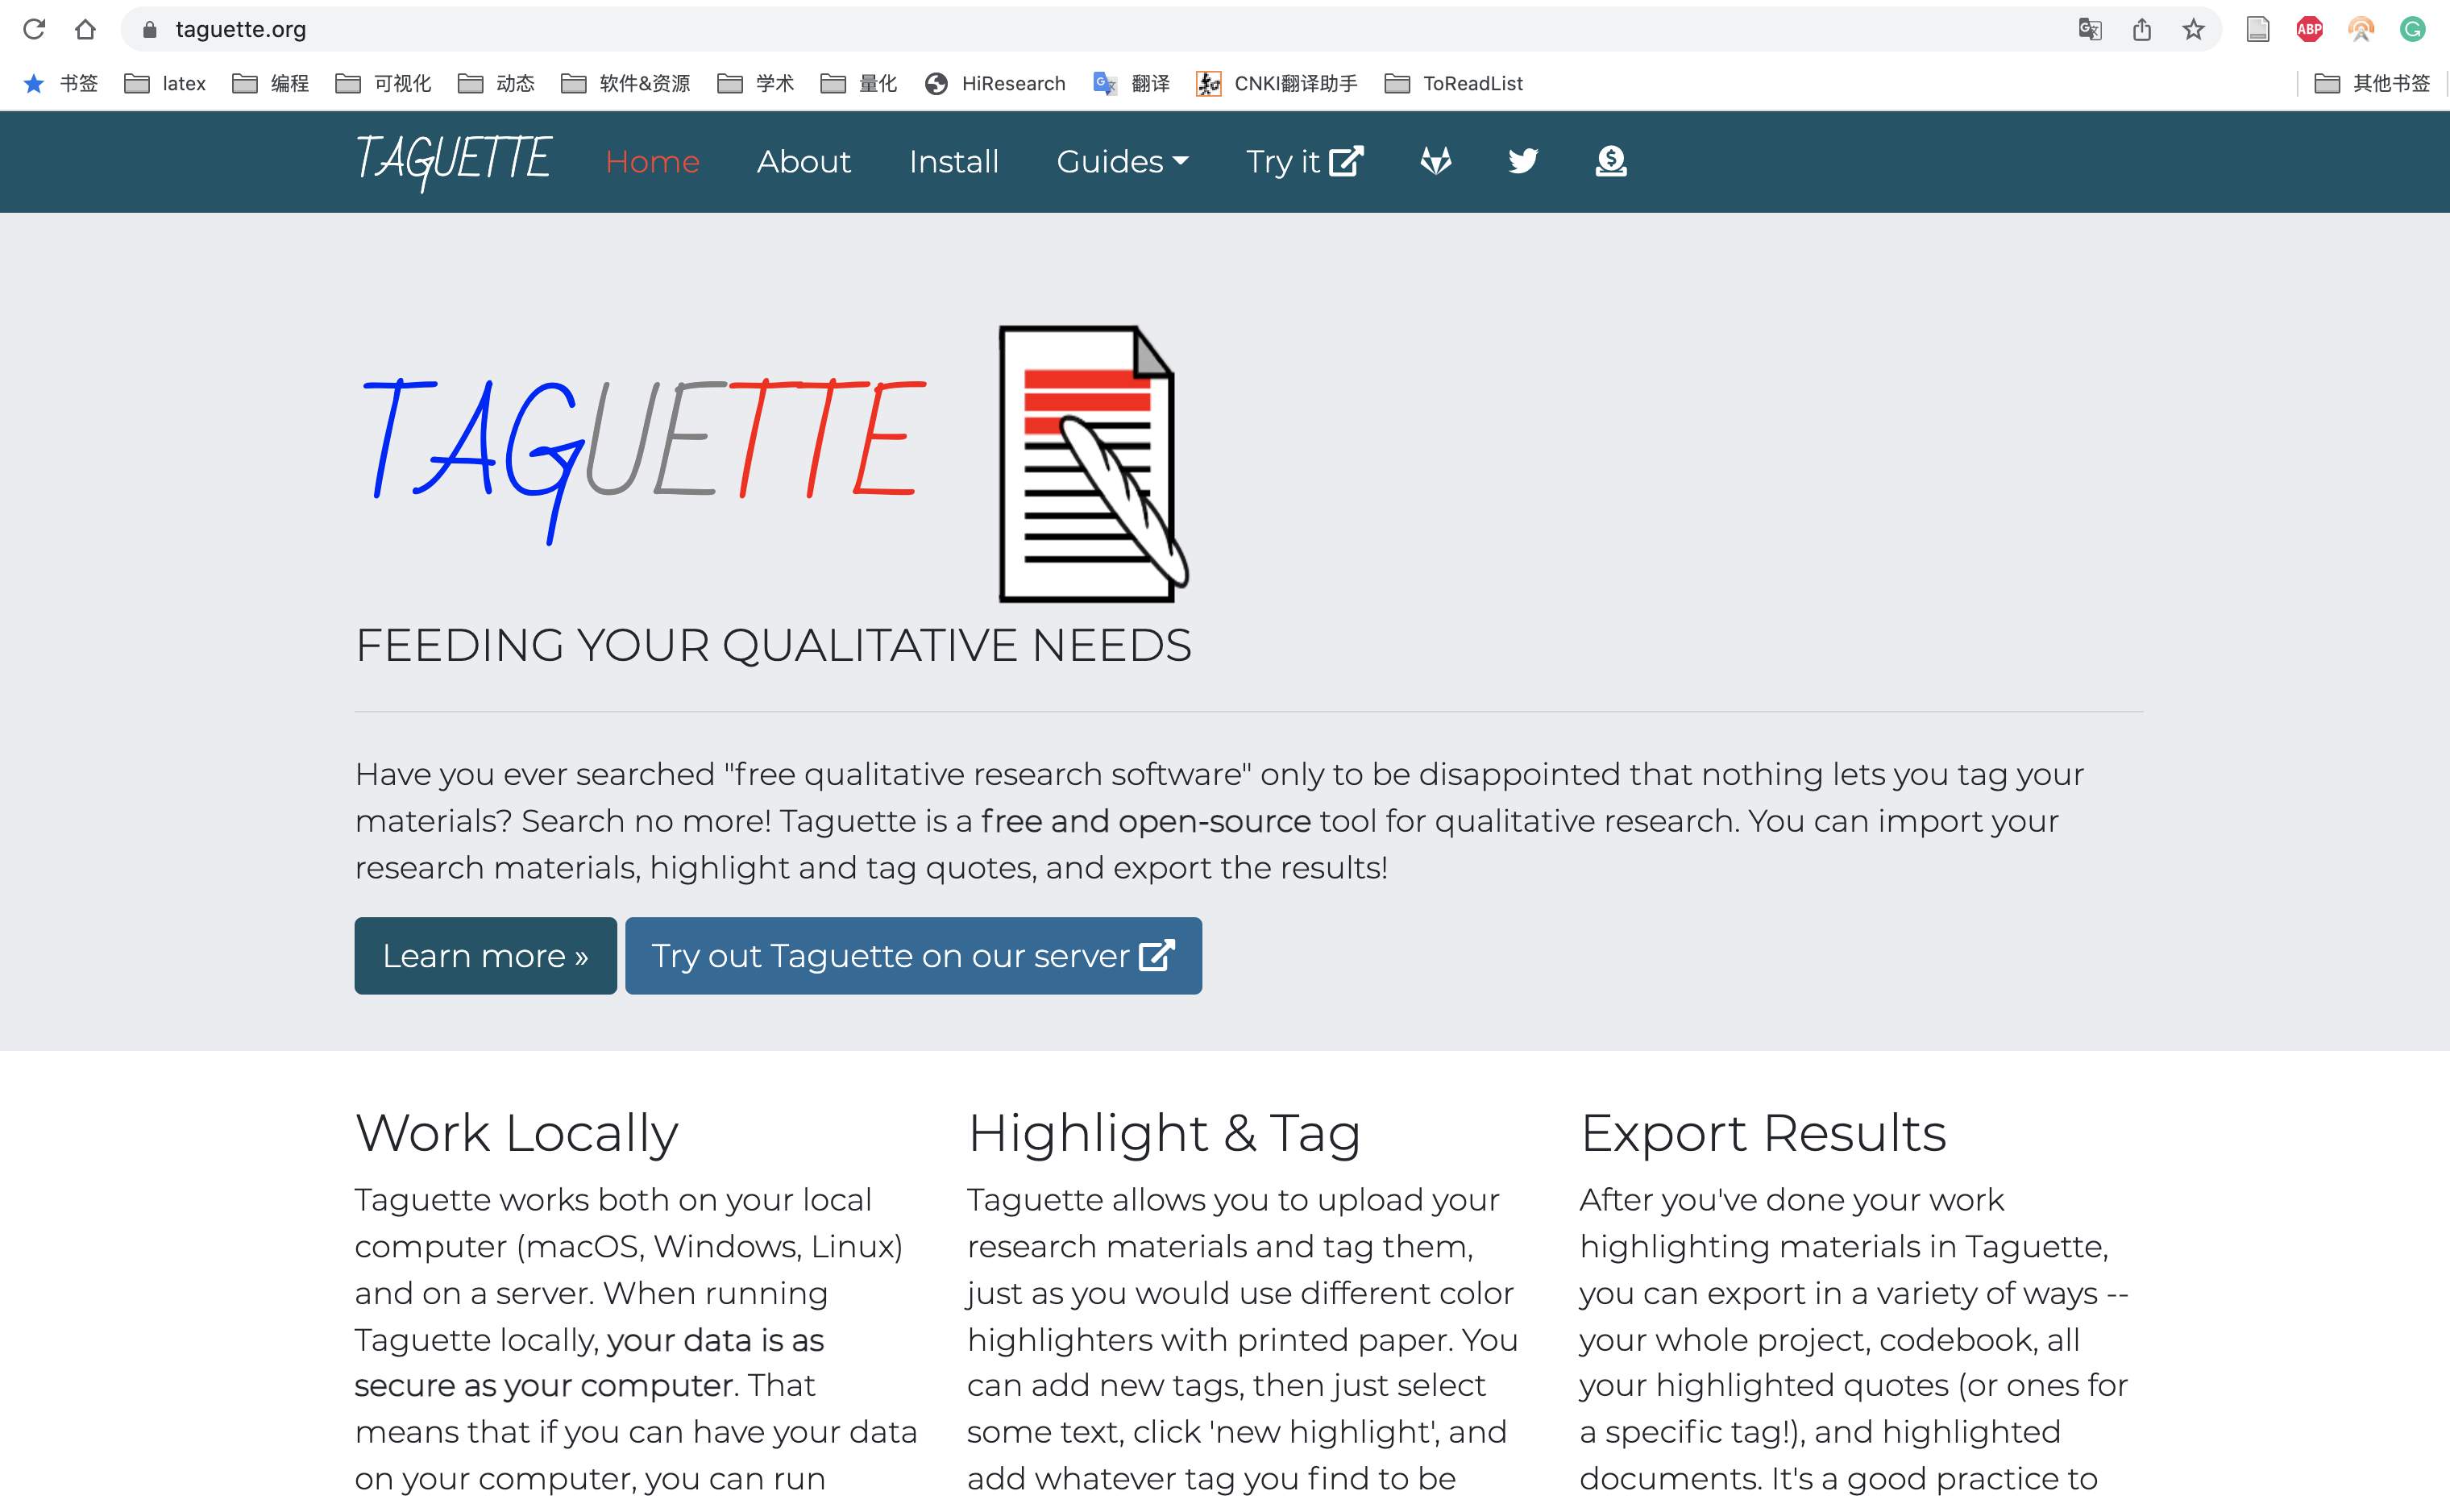 taguette.org
ABP
书签 latex 编程 可视化 动态 软件&资源 学术 量化 HiResearch 翻译 CNKI翻译助手 ToReadList 其他书签
TAGUETTE Home About Install Guides Try it
TAGUETTE
FEEDING YOUR QUALITATIVE NEEDS
Have you ever searched "free qualitative research software" only to be disappointed that nothing lets you tag your
materials? Search no more! Taguette is a free and open-source tool for qualitative research. You can import your
research materials, highlight and tag quotes, and export the results!
Learn more » Try out Taguette on our server
Work Locally
Taguette works both on your local
computer (macOS, Windows, Linux)
and on a server. When running
Taguette locally, your data is as
secure as your computer. That
means that if you can have your data
on your computer, you can run
Highlight & Tag
Taguette allows you to upload your
research materials and tag them,
just as you would use different color
highlighters with printed paper. You
can add new tags, then just select
some text, click 'new highlight', and
add whatever tag you find to be
Export Results
After you've done your work
highlighting materials in Taguette,
you can export in a variety of ways --
your whole project, codebook, all
your highlighted quotes (or ones for
a specific tag!), and highlighted
documents. It's a good practice to